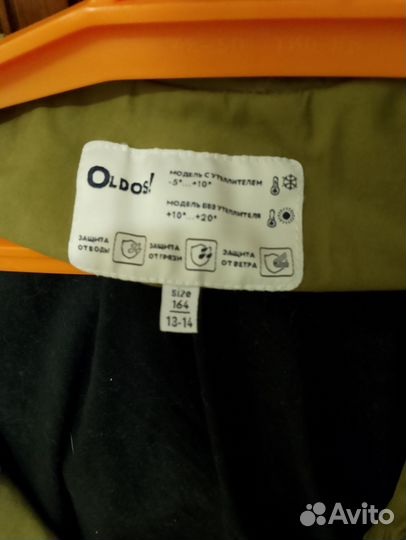 OLDOS!
МОДЕЛЬ С УТЕПЛИТЕЛЕМ
-5°...+10°
МОДЕЛЬ БЕЗ УТЕПЛИТЕЛЯ
+10°...+20°
ЗАЩИТА ОТ ВОДЫ
ЗАЩИТА ОТ ГРЯЗИ
ЗАЩИТА ОТ ВЕТРА
SIZE
164
13-14
Avito